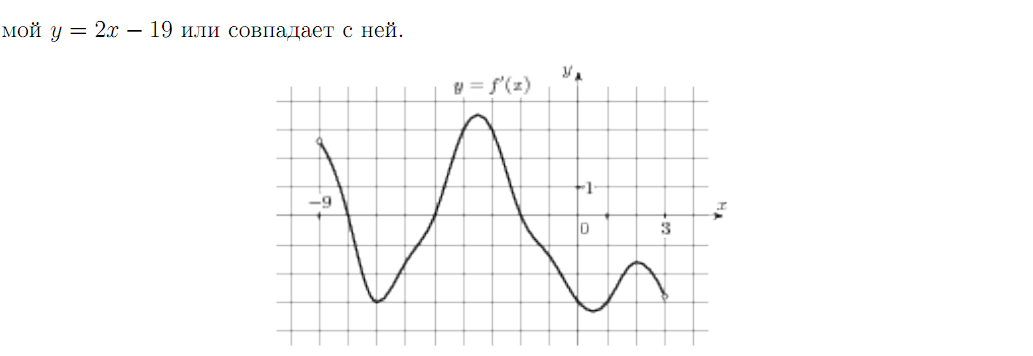 мой y = 2x − 19 или совпадает с ней.
y
y = f'(x)
1
−9
x
0
3